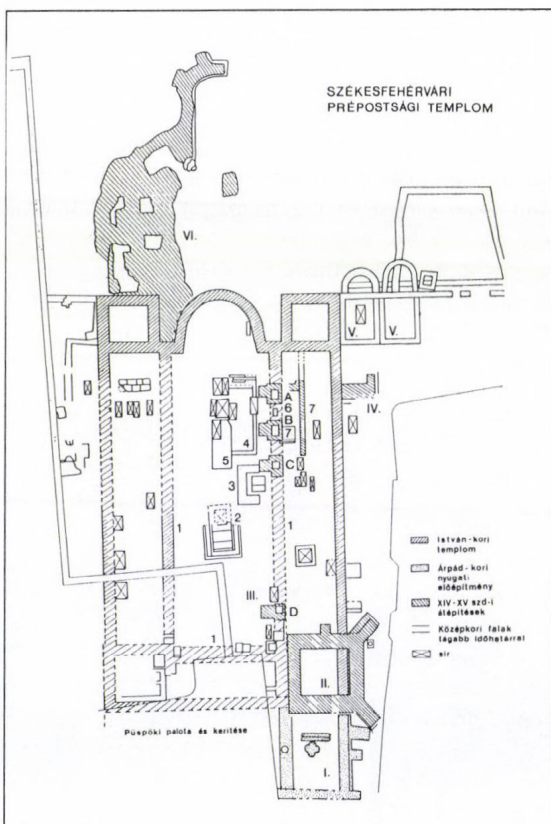 SZÉKESFEHÉRVÁRI
PRÉPOSTSÁGI TEMPLOM
VI.
V. V.
A
6
B
7
7
IV.
4
5
C
3
2
1
1
III.
D
1
II.
I.
István-kori
templom
Árpád-kori
nyugati
előépítmény
XIV-XV szd-i
átépítések
Középkori falak
tágabb időhatárral
sír
Püspöki palota és kerítése